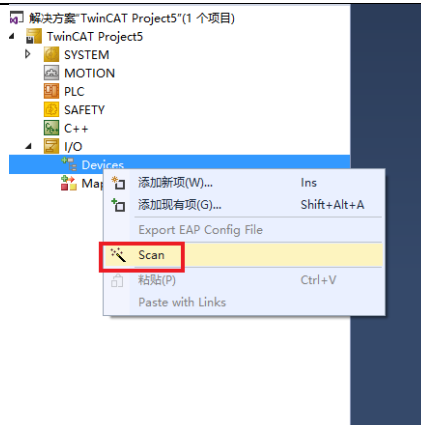 解决方案"TwinCAT Project5"(1 个项目)
TwinCAT Project5
SYSTEM
MOTION
PLC
SAFETY
C++
I/O
Devices
Map
添加新项(W)... Ins
添加现有项(G)... Shift+Alt+A
Export EAP Config File
Scan
粘贴(P) Ctrl+V
Paste with Links